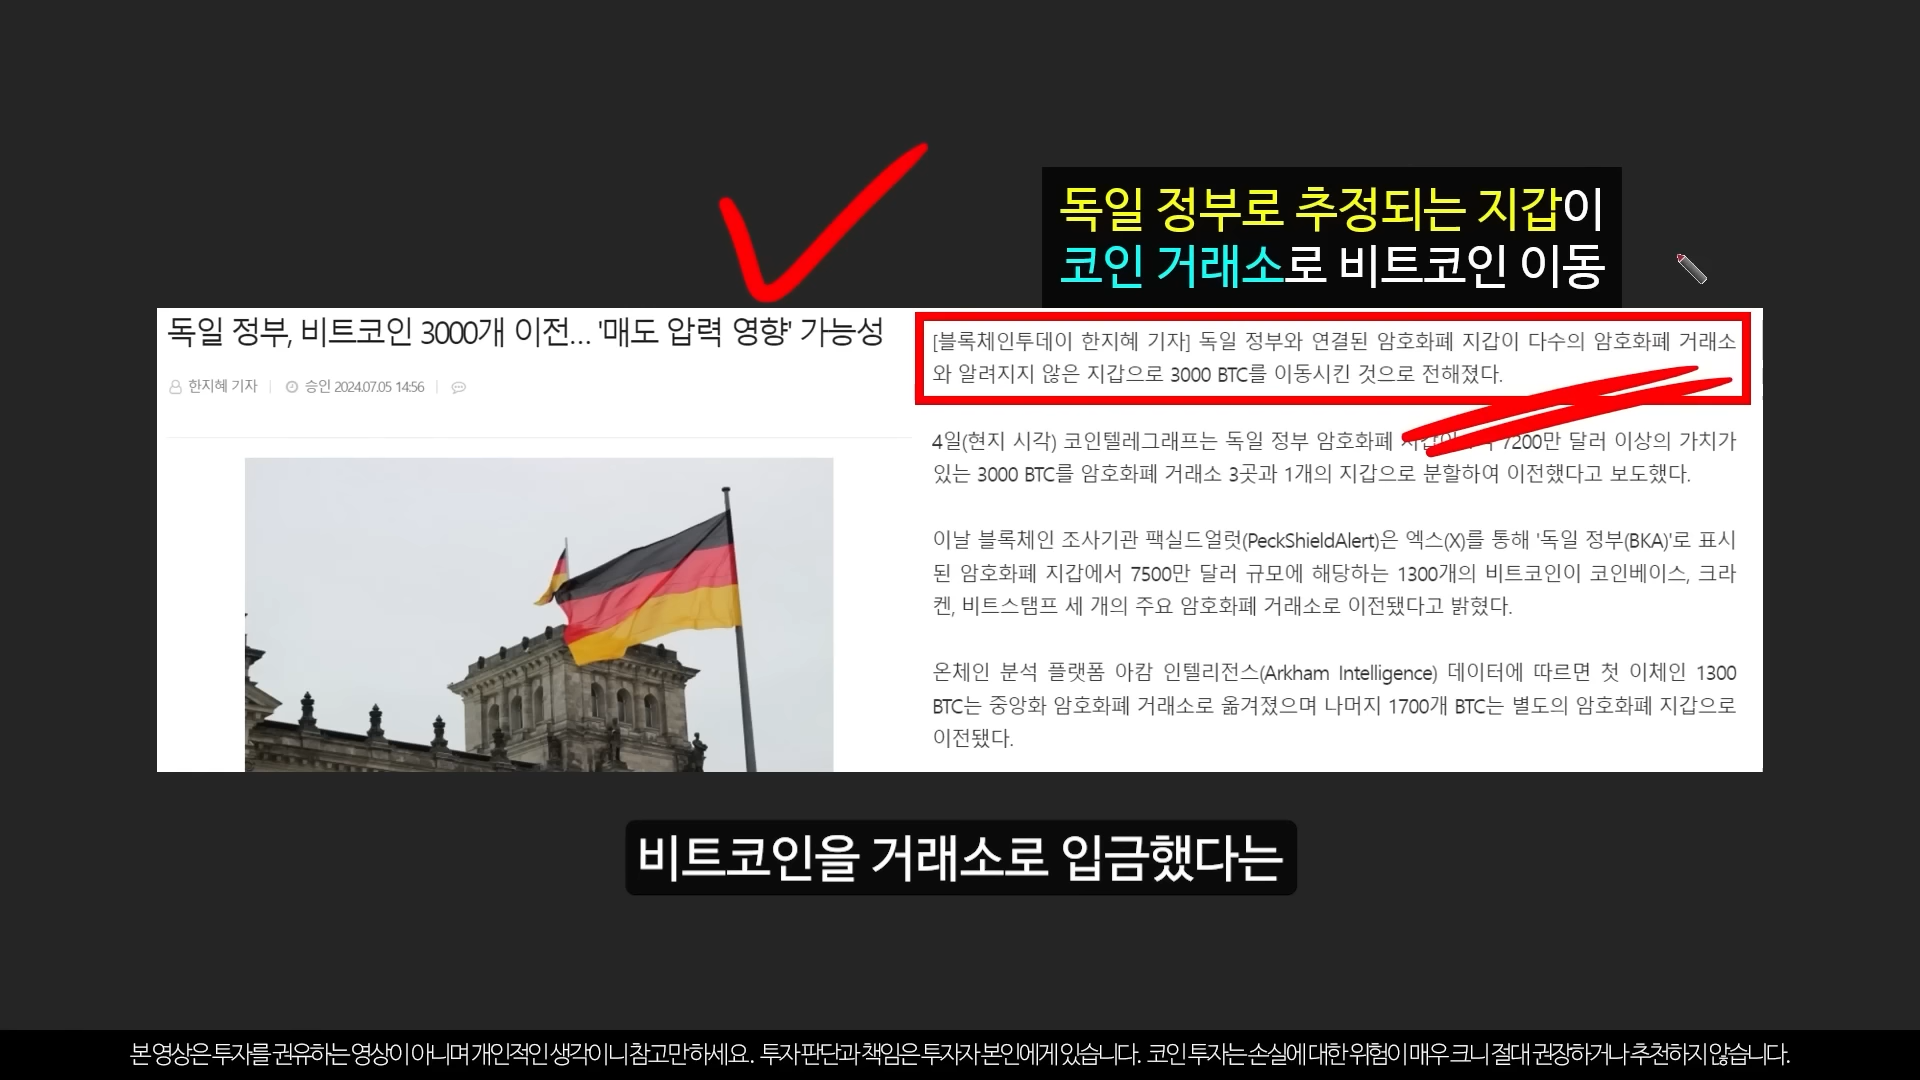 독일 정부로 추정되는 지갑이
코인 거래소로 비트코인 이동
독일 정부, 비트코인 3000개 이전... '매도 압력 영향' 가능성
한지혜 기자 | 승인 2024.07.05 14:56 |
[블록체인투데이 한지혜 기자] 독일 정부와 연결된 암호화폐 지갑이 다수의 암호화폐 거래소
와 알려지지 않은 지갑으로 3000 BTC를 이동시킨 것으로 전해졌다.
4일(현지 시각) 코인텔레그래프는 독일 정부 암호화폐 7200만 달러 이상의 가치가
있는 3000 BTC를 암호화폐 거래소 3곳과 1개의 지갑으로 분할하여 이전했다고 보도했다.
이날 블록체인 조사기관 팩실드얼럿(PeckShieldAlert)은 엑스(X)를 통해 '독일 정부(BKA)'로 표시
된 암호화폐 지갑에서 7500만 달러 규모에 해당하는 1300개의 비트코인이 코인베이스, 크라
켄, 비트스탬프 세 개의 주요 암호화폐 거래소로 이전됐다고 밝혔다.
온체인 분석 플랫폼 아캄 인텔리전스(Arkham Intelligence) 데이터에 따르면 첫 이체인 1300
BTC는 중앙화 암호화폐 거래소로 옮겨졌으며 나머지 1700개 BTC는 별도의 암호화폐 지갑으로
이전됐다.
비트코인을 거래소로 입금했다는
본 영상은 투자를 권유하는 영상이 아니며 개인적인 생각이니 참고만 하세요. 투자 판단과 책임은 투자자 본인에게 있습니다. 코인 투자는 손실에 대한 위험이 매우 크니 절대 권장하거나 추천하지 않습니다.